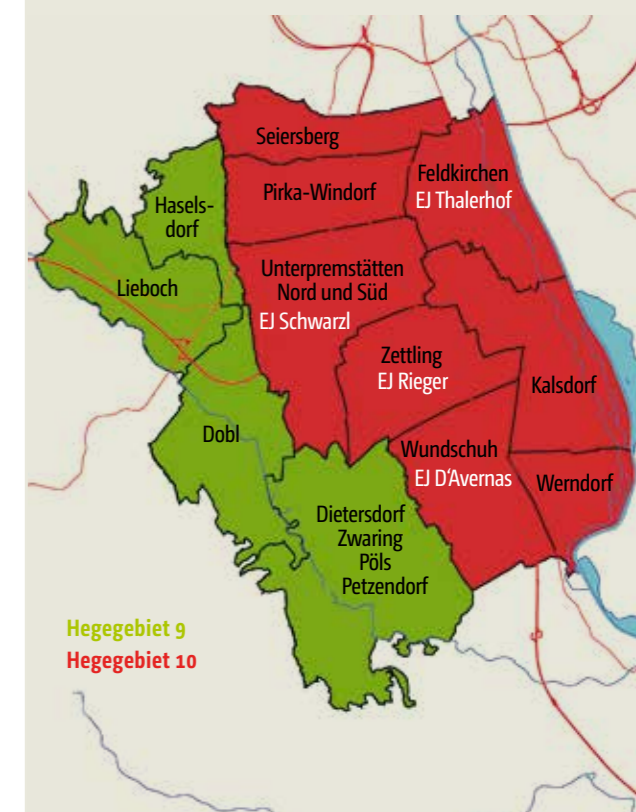 Seiersberg
Feldkirchen
EJ Thalerhof
Pirka-Windorf
Hasels-
dorf
Unterpremstätten
Nord und Süd
EJ Schwarzl
Lieboch
Zettling
EJ Rieger
Kalsdorf
Dobl
Wundschuh
EJ D'Avernas
Werndorf
Dietersdorf
Zwaring
Pöls
Petzendorf
Hegegebiet 9
Hegegebiet 10